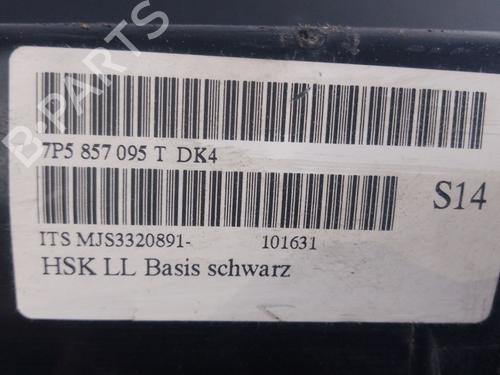 7P5 857 095 T DK4
S14
ITS MJS3320891- 101631
HSK LL Basis schwarz
B-PARTS